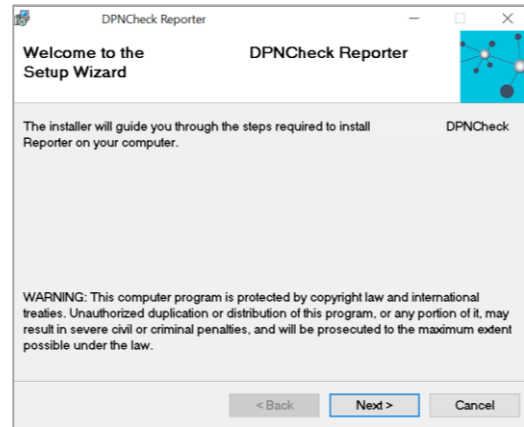 DPNCheck Reporter
Welcome to the DPNCheck Reporter
Setup Wizard
The installer will guide you through the steps required to install DPNCheck
Reporter on your computer.
WARNING: This computer program is protected by copyright law and international
treaties. Unauthorized duplication or distribution of this program, or any portion of it, may
result in severe civil or criminal penalties, and will be prosecuted to the maximum extent
possible under the law.
< Back Next > Cancel